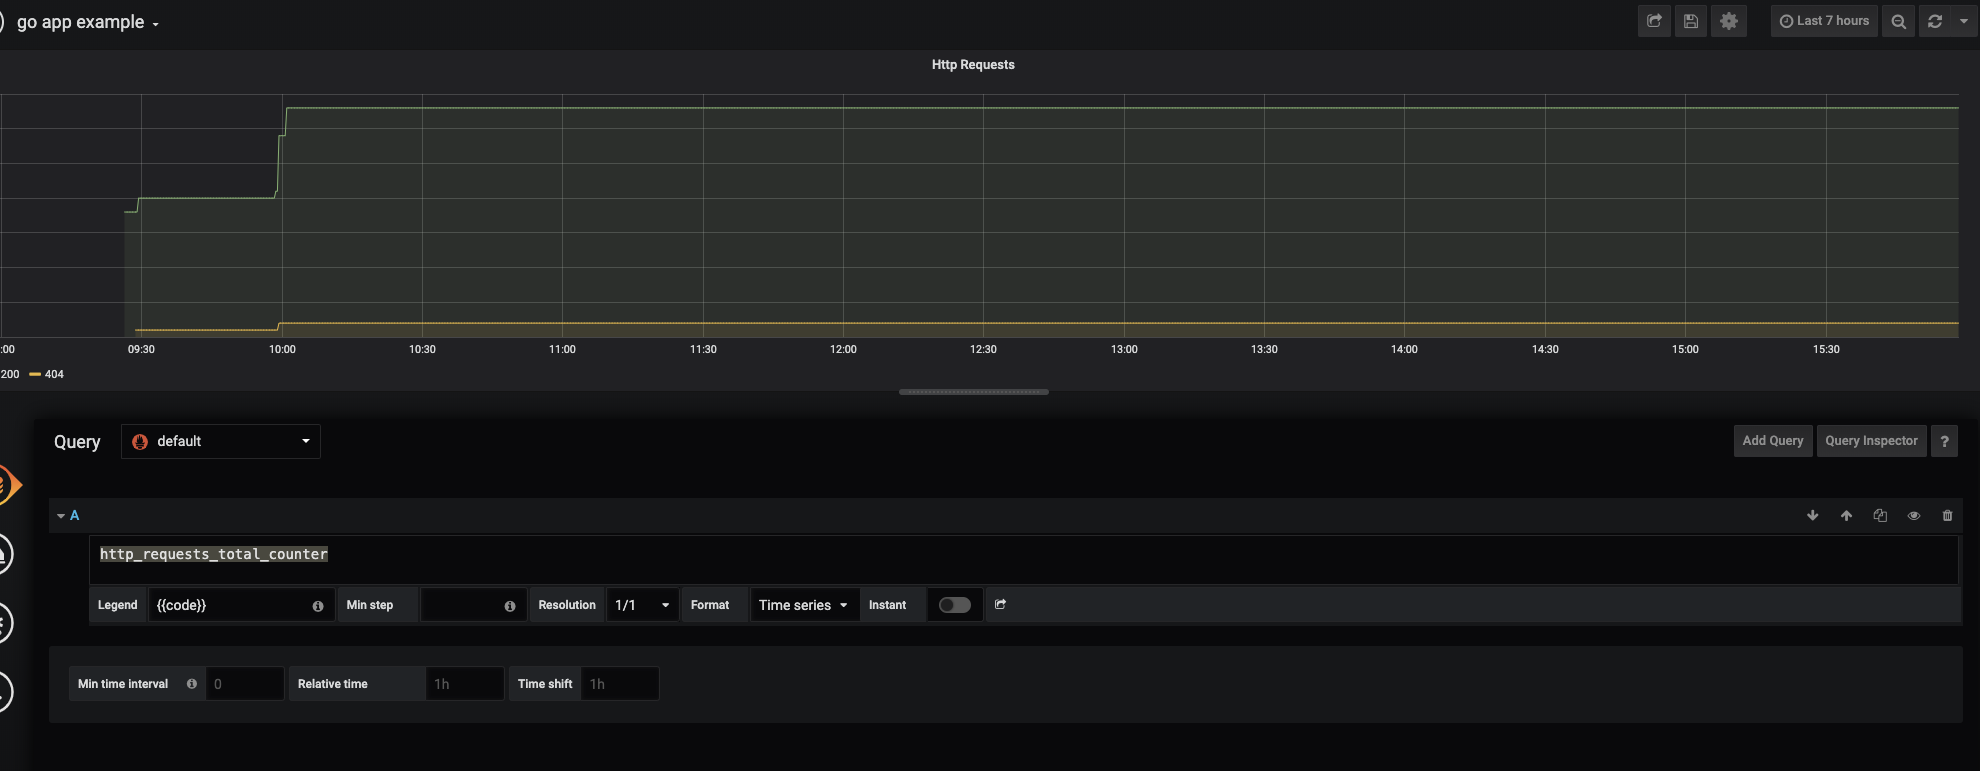 go app example
Last 7 hours
Http Requests
:00 09:30 10:00 10:30 11:00 11:30 12:00 12:30 13:00 13:30 14:00 14:30 15:00 15:30
200 404
Query default Add Query Query Inspector ?
A
http_requests_total_counter
Legend {{code}} Min step Resolution 1/1 Format Time series Instant
Min time interval 0 Relative time 1h Time shift 1h